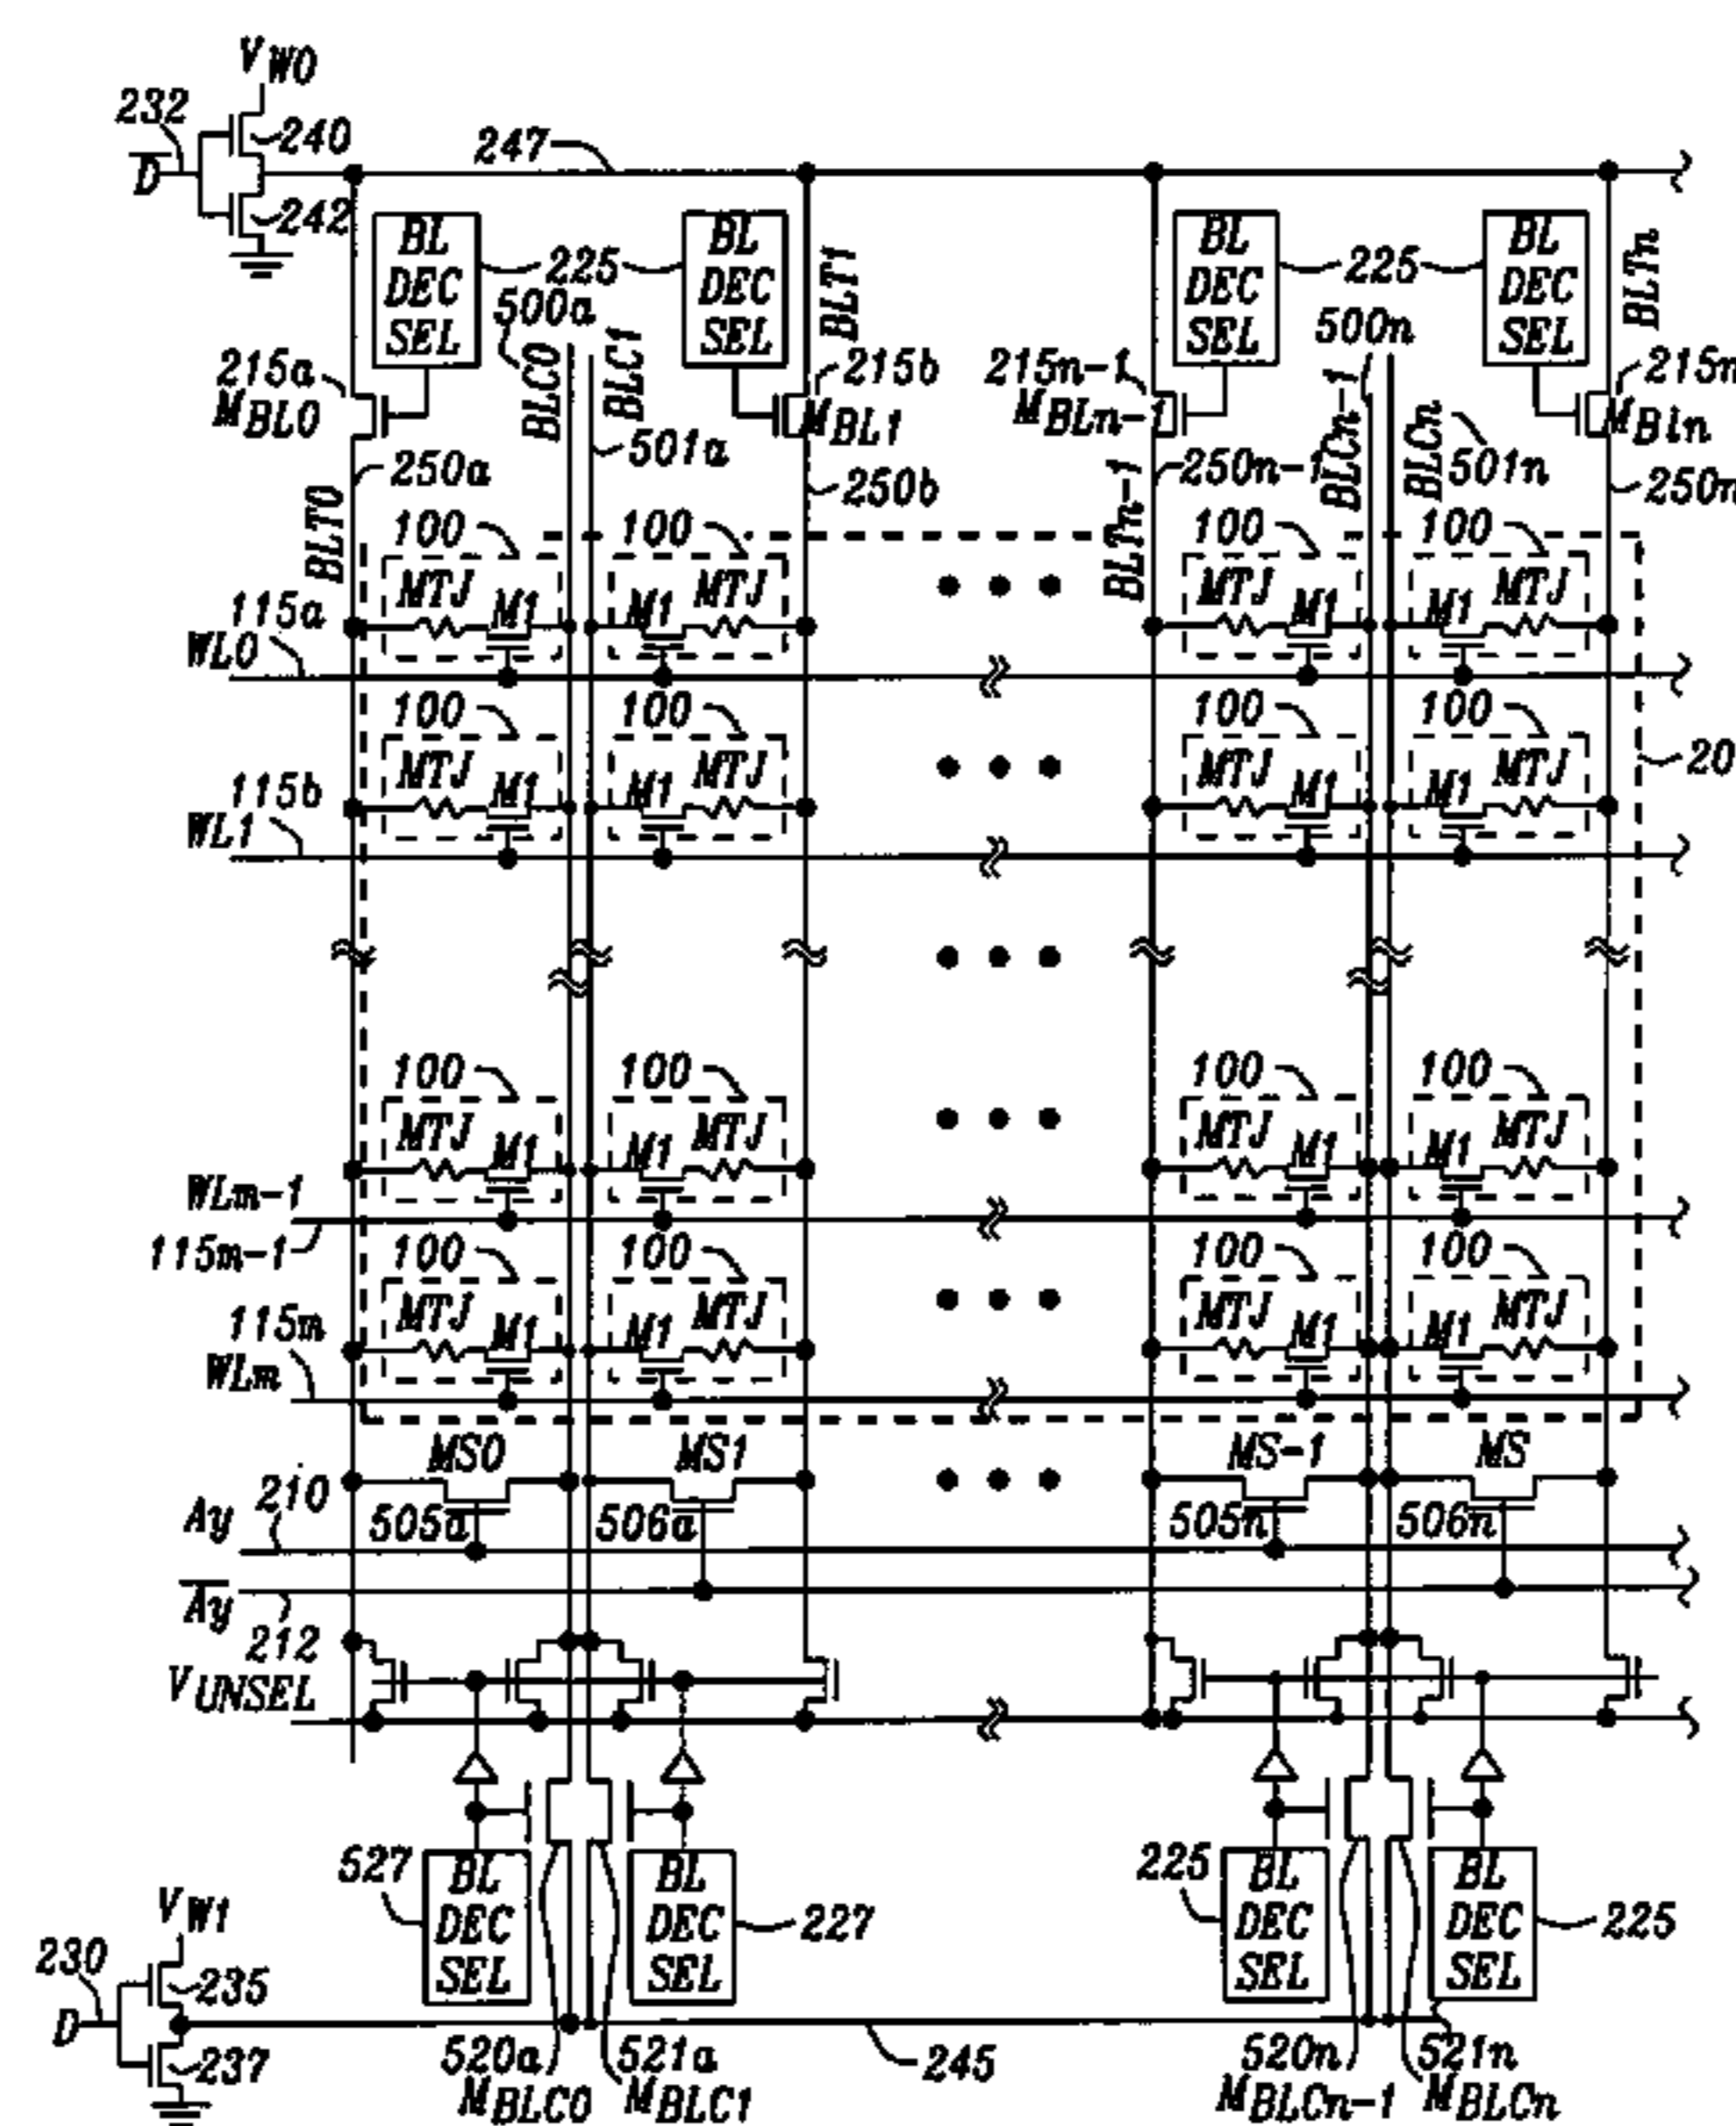 VW0
232
D
240
242
247
BL
DEC
SEL
225
BL
DEC
SEL
BLT1
BL
DEC
SEL
225
BL
DEC
SEL
BLTn
500a
BLC0
BLC1
500n
215a
MBL0
215b
MBL1
215n-1
MBLn-1
BLCn-1
BLCn
215n
MBln
250a
501a
250b
250n-1
501n
250n
BLT0
BLTn-1
100
100
100
100
MTJ
M1
M1
MTJ
MTJ
M1
M1
MTJ
115a
WL0
100
100
100
100
MTJ
M1
M1
MTJ
MTJ
M1
M1
MTJ
20
115b
WL1
100
100
100
100
MTJ
M1
M1
MTJ
MTJ
M1
M1
MTJ
WLm-1
115m-1
100
100
100
100
MTJ
M1
M1
MTJ
MTJ
M1
M1
MTJ
115m
WLm
MS0
MS1
MS-1
MS
Ay
210
505a
506a
505n
506n
Ay
212
VUNSEL
527
BL
DEC
SEL
BL
DEC
SEL
227
225
BL
DEC
SEL
BL
DEC
SEL
225
VW1
230
D
235
237
520a
MBLC0
521a
MBLC1
245
520n
MBLCn-1
521n
MBLCn